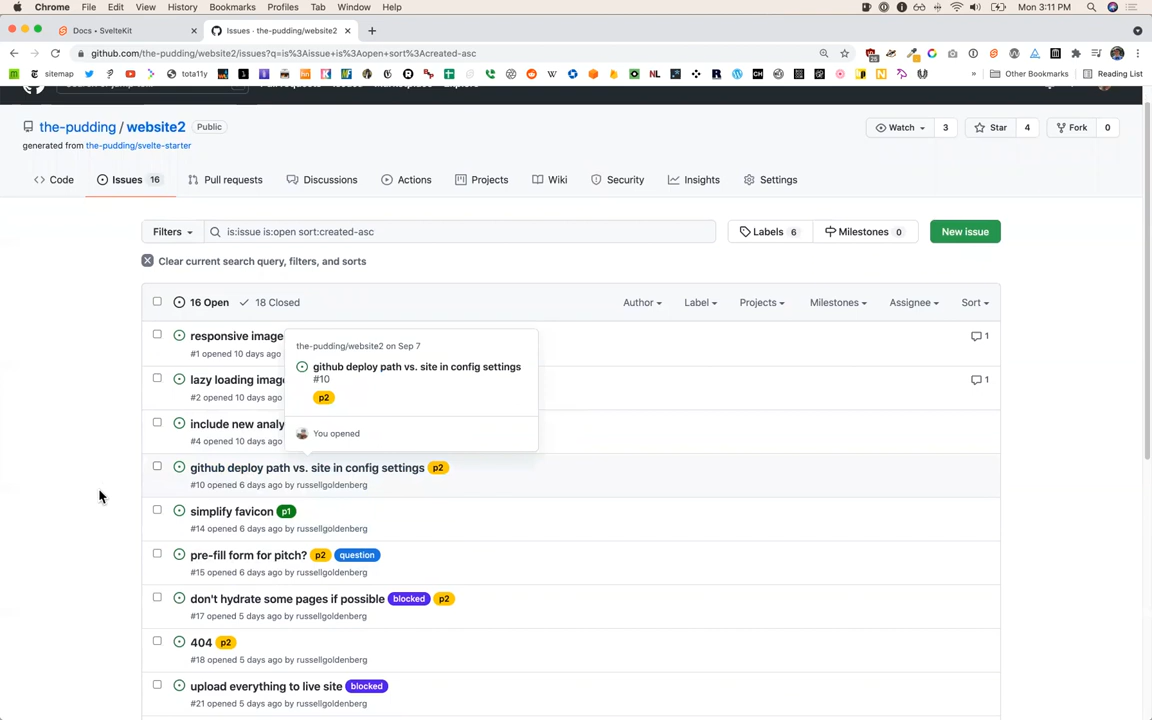 Chrome File Edit View History Bookmarks Profiles Tab Window Help Mon 3:11 PM
Docs • SvelteKit Issues · the-pudding/website2
github.com/the-pudding/website2/issues?q=is%3Aissue+is%3Aopen+sort%3Acreated-asc
sitemap tota11y NL CH Other Bookmarks Reading List
the-pudding / website2 Public
Watch 3 Star 4 Fork 0
generated from the-pudding/svelte-starter
Code Issues 16 Pull requests Discussions Actions Projects Wiki Security Insights Settings
Filters is:issue is:open sort:created-asc Labels 6 Milestones 0 New issue
Clear current search query, filters, and sorts
16 Open 18 Closed Author Label Projects Milestones Assignee Sort
responsive image 1
#1 opened 10 days ago
the-pudding/website2 on Sep 7
github deploy path vs. site in config settings
#10
p2
You opened
lazy loading imag 1
#2 opened 10 days ago
include new analy
#4 opened 10 days ago
github deploy path vs. site in config settings p2
#10 opened 6 days ago by russellgoldenberg
simplify favicon p1
#14 opened 6 days ago by russellgoldenberg
pre-fill form for pitch? p2 question
#15 opened 6 days ago by russellgoldenberg
don't hydrate some pages if possible blocked p2
#17 opened 5 days ago by russellgoldenberg
404 p2
#18 opened 5 days ago by russellgoldenberg
upload everything to live site blocked
#21 opened 5 days ago by russellgoldenberg